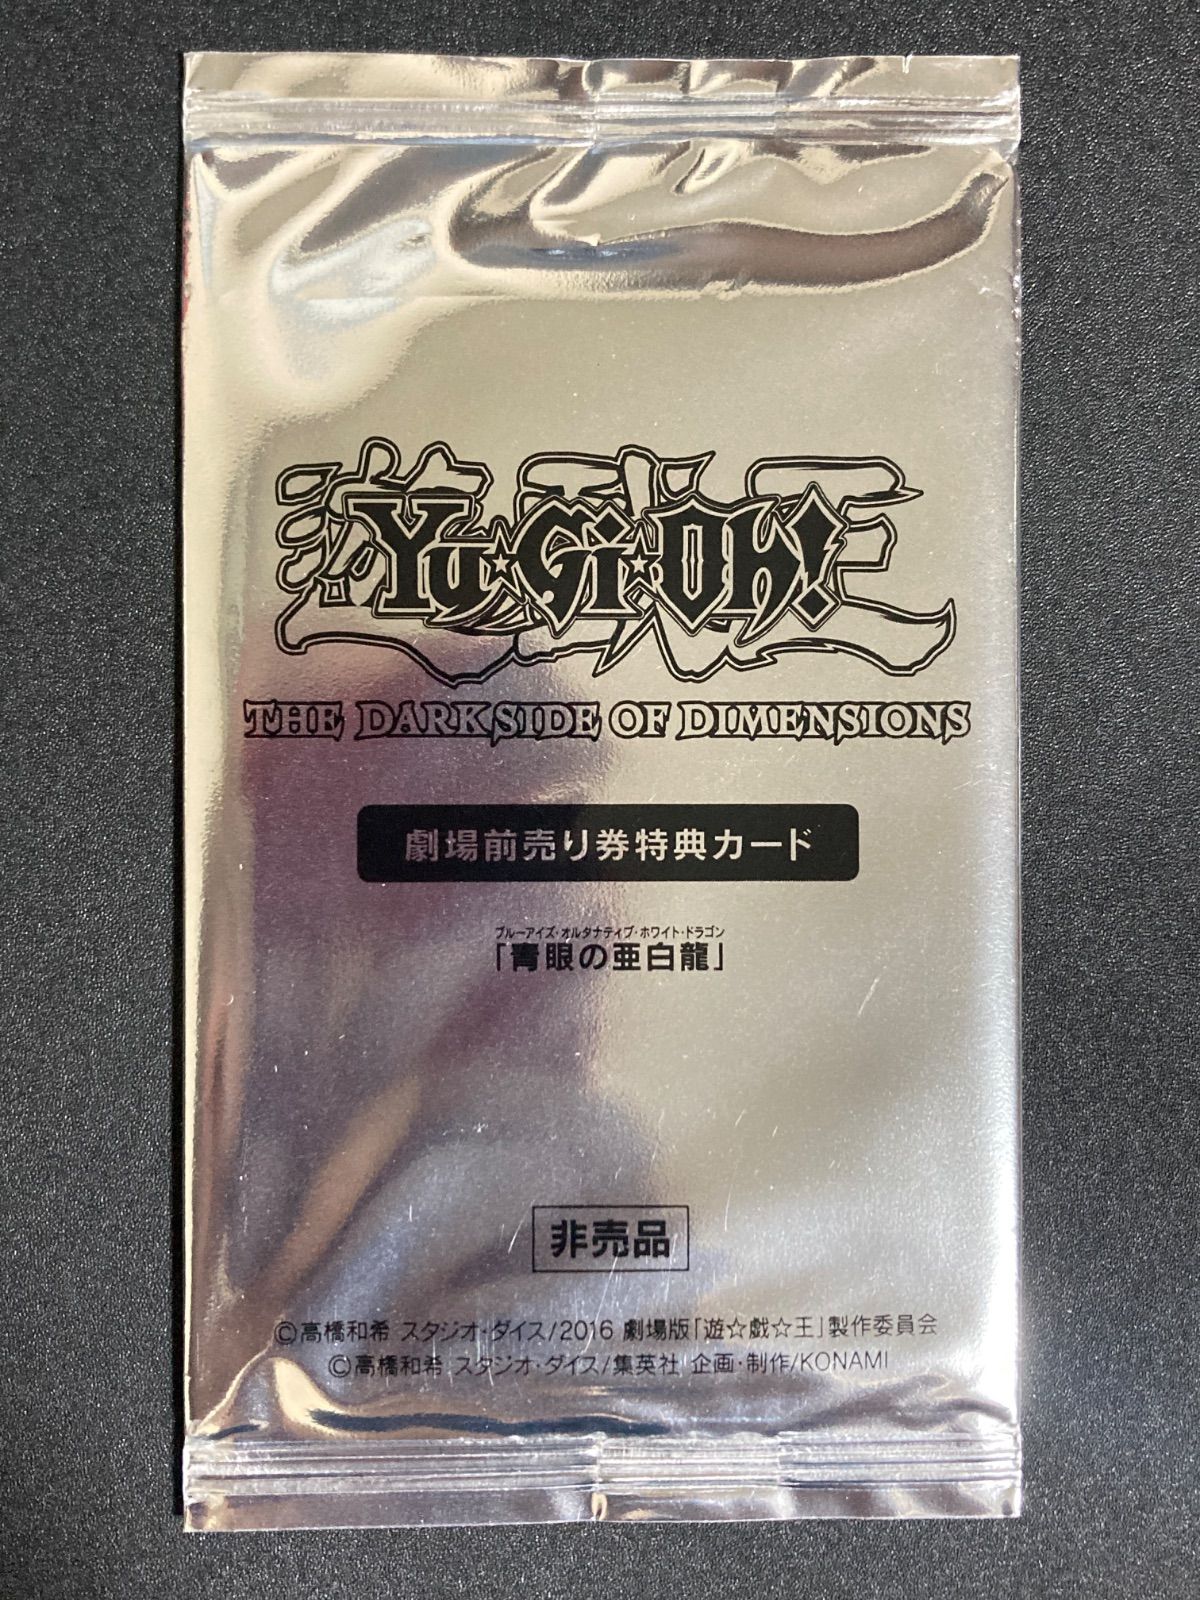 遊戯王
Yu☆Gi☆Oh!
THE DARKSIDE OF DIMENSIONS
劇場前売り券特典カード
ブルーアイズ・オルタナティブ・ホワイト・ドラゴン
「青眼の亜白龍」
非売品
©高橋和希 スタジオ・ダイス/2016 劇場版「遊☆戯☆王」製作委員会
©高橋和希 スタジオ・ダイス/集英社 企画・制作/KONAMI